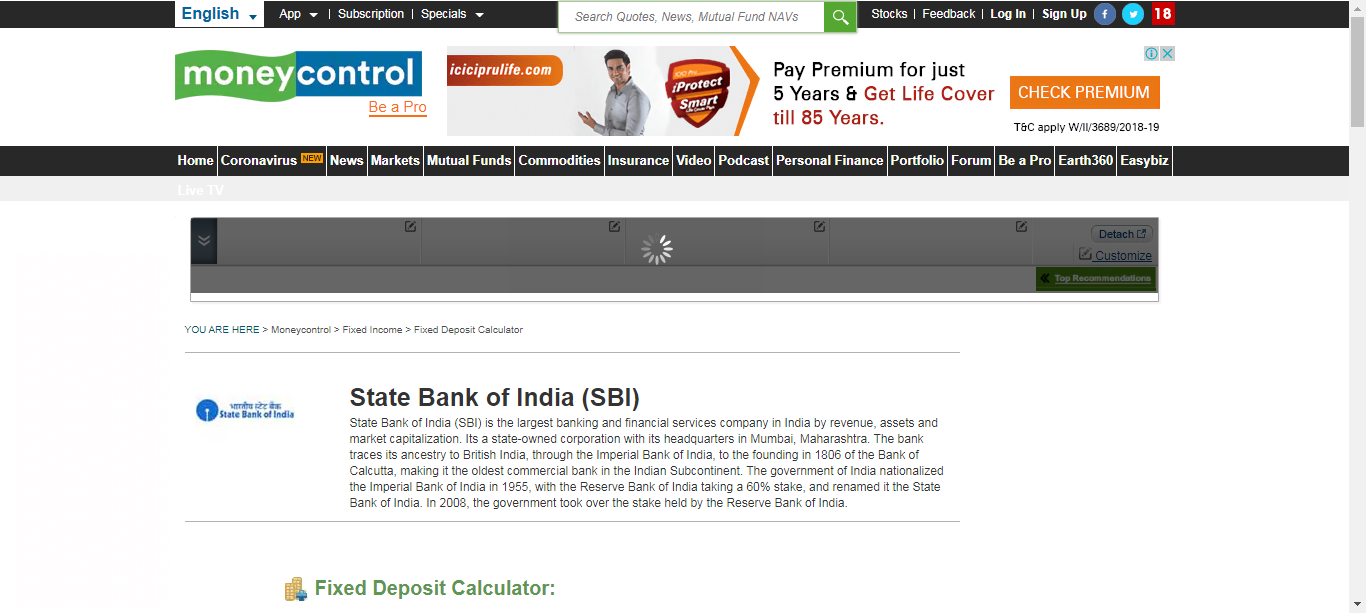 English App | Subscription | Specials Search Quotes, News, Mutual Fund NAVs Stocks | Feedback | Log In | Sign Up 18
moneycontrol
Be a Pro
iciciprulife.com
iProtect
Smart
Pay Premium for just
5 Years & Get Life Cover
till 85 Years.
CHECK PREMIUM
T&C apply W/II/3689/2018-19
Home Coronavirus NEW News Markets Mutual Funds Commodities Insurance Video Podcast Personal Finance Portfolio Forum Be a Pro Earth360 Easybiz
Live TV
Detach
Customize
Top Recommendations
YOU ARE HERE > Moneycontrol > Fixed Income > Fixed Deposit Calculator
State Bank of India (SBI)
भारतीय स्टेट बैंक
State Bank of India
State Bank of India (SBI) is the largest banking and financial services company in India by revenue, assets and
market capitalization. Its a state-owned corporation with its headquarters in Mumbai, Maharashtra. The bank
traces its ancestry to British India, through the Imperial Bank of India, to the founding in 1806 of the Bank of
Calcutta, making it the oldest commercial bank in the Indian Subcontinent. The government of India nationalized
the Imperial Bank of India in 1955, with the Reserve Bank of India taking a 60% stake, and renamed it the State
Bank of India. In 2008, the government took over the stake held by the Reserve Bank of India.
Fixed Deposit Calculator: